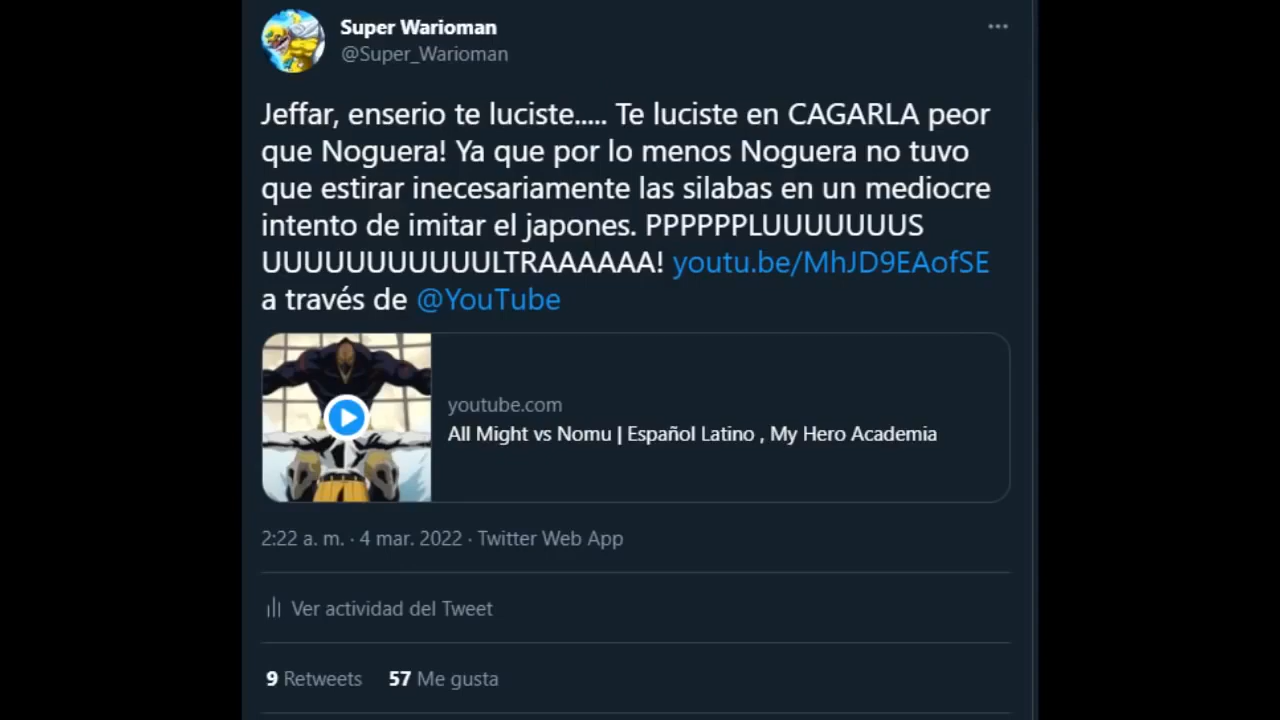 Super Warioman
@Super_Warioman
Jeffar, enserio te luciste..... Te luciste en CAGARLA peor
que Noguera! Ya que por lo menos Noguera no tuvo
que estirar inecesariamente las silabas en un mediocre
intento de imitar el japones. PPPPPPLUUUUUUUS
UUUUUUUUUUULTRAAAAAA! youtu.be/MhJD9EAofSE
a través de @YouTube
youtube.com
All Might vs Nomu | Español Latino , My Hero Academia
2:22 a. m. · 4 mar. 2022 · Twitter Web App
Ver actividad del Tweet
9 Retweets 57 Me gusta